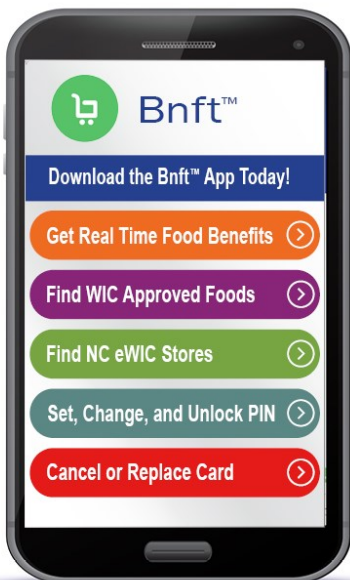 Bnft™
Download the Bnft™ App Today!
Get Real Time Food Benefits
Find WIC Approved Foods
Find NC eWIC Stores
Set, Change, and Unlock PIN
Cancel or Replace Card